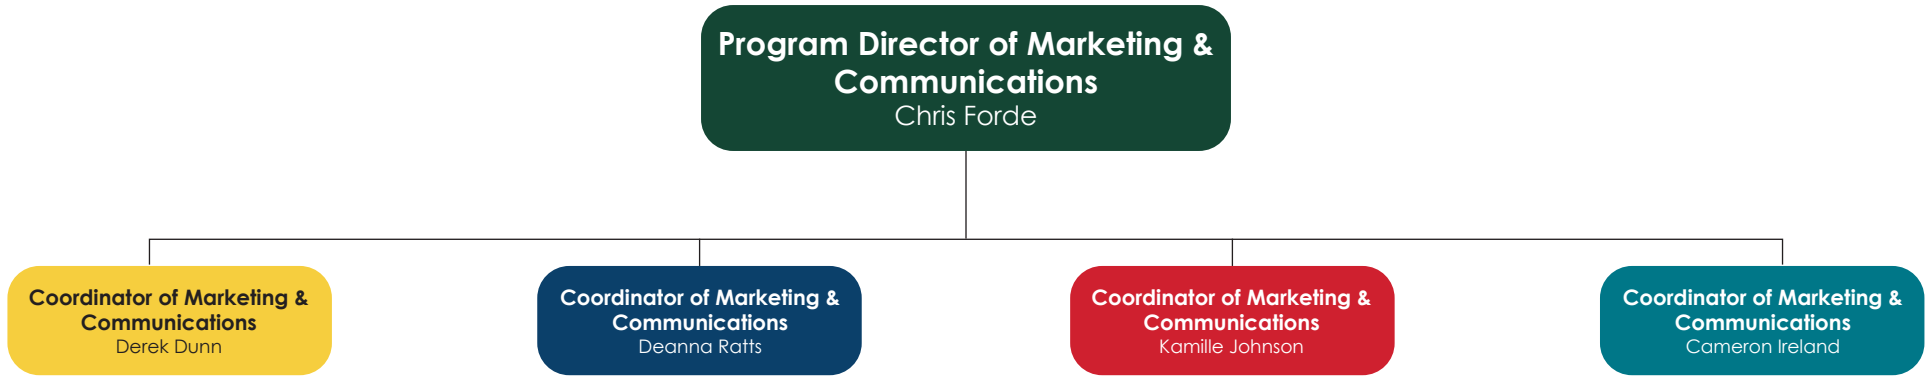 Program Director of Marketing &
Communications
Chris Forde
Coordinator of Marketing &
Communications
Derek Dunn
Coordinator of Marketing &
Communications
Deanna Ratts
Coordinator of Marketing &
Communications
Kamille Johnson
Coordinator of Marketing &
Communications
Cameron Ireland